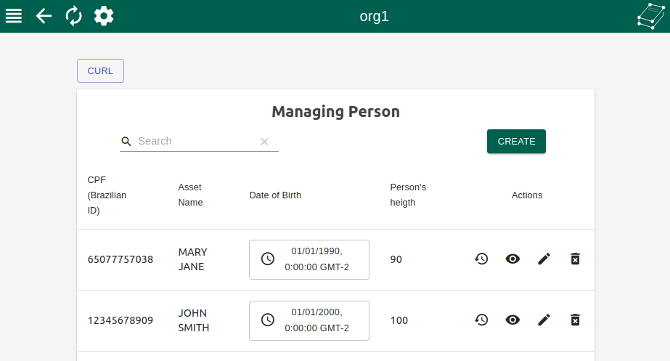 org1
CURL
Managing Person
Search
CREATE
CPF
(Brazilian
ID)
Asset
Name
Date of Birth
Person's
heigth
Actions
65077757038
MARY
JANE
01/01/1990,
0:00:00 GMT-2
90
12345678909
JOHN
SMITH
01/01/2000,
0:00:00 GMT-2
100